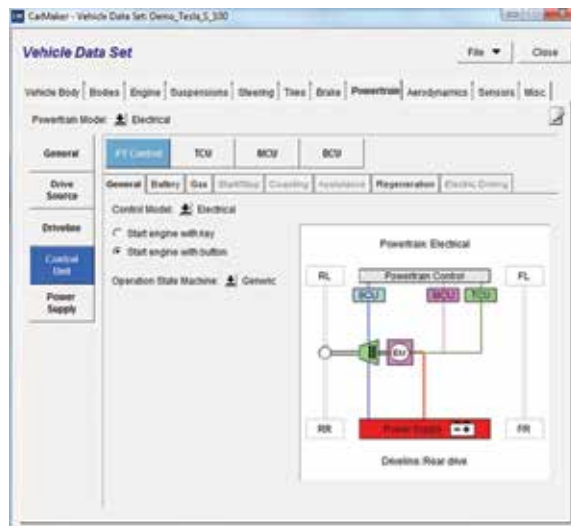 CarMaker - Vehicle Data Set: Demo_Tesla_S_100
Vehicle Data Set
File Close
Vehicle Body Bodies Engine Suspensions Steering Tires Brake Powertrain Aerodynamics Sensors Misc.
Powertrain Model: Electrical
General PT Control TCU MCU BCU
Drive Source
General Battery Gas Start/Stop Coasting Assistance Regeneration Electric Driving
Control Model: Electrical
Driveline
Start engine with key
Start engine with button
Control Unit
Operation State Machine: Generic
Power Supply
Powertrain: Electrical
RL Powertrain Control FL
BCU MCU TCU
RR Power Supply FR
Driveline: Rear drive